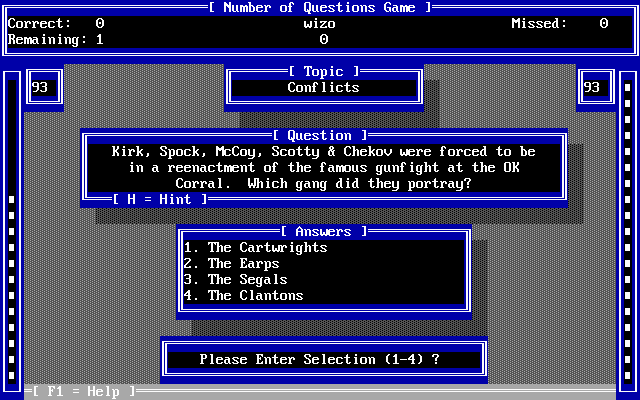 [ Number of Questions Game ]
Correct: 0 wizo Missed: 0
Remaining: 1 0
93 [ Topic ] 93
Conflicts
[ Question ]
Kirk, Spock, McCoy, Scotty & Chekov were forced to be
in a reenactment of the famous gunfight at the OK
Corral. Which gang did they portray?
[ H = Hint ]
[ Answers ]
1. The Cartwrights
2. The Earps
3. The Segals
4. The Clantons
Please Enter Selection (1-4) ?
[ F1 = Help ]